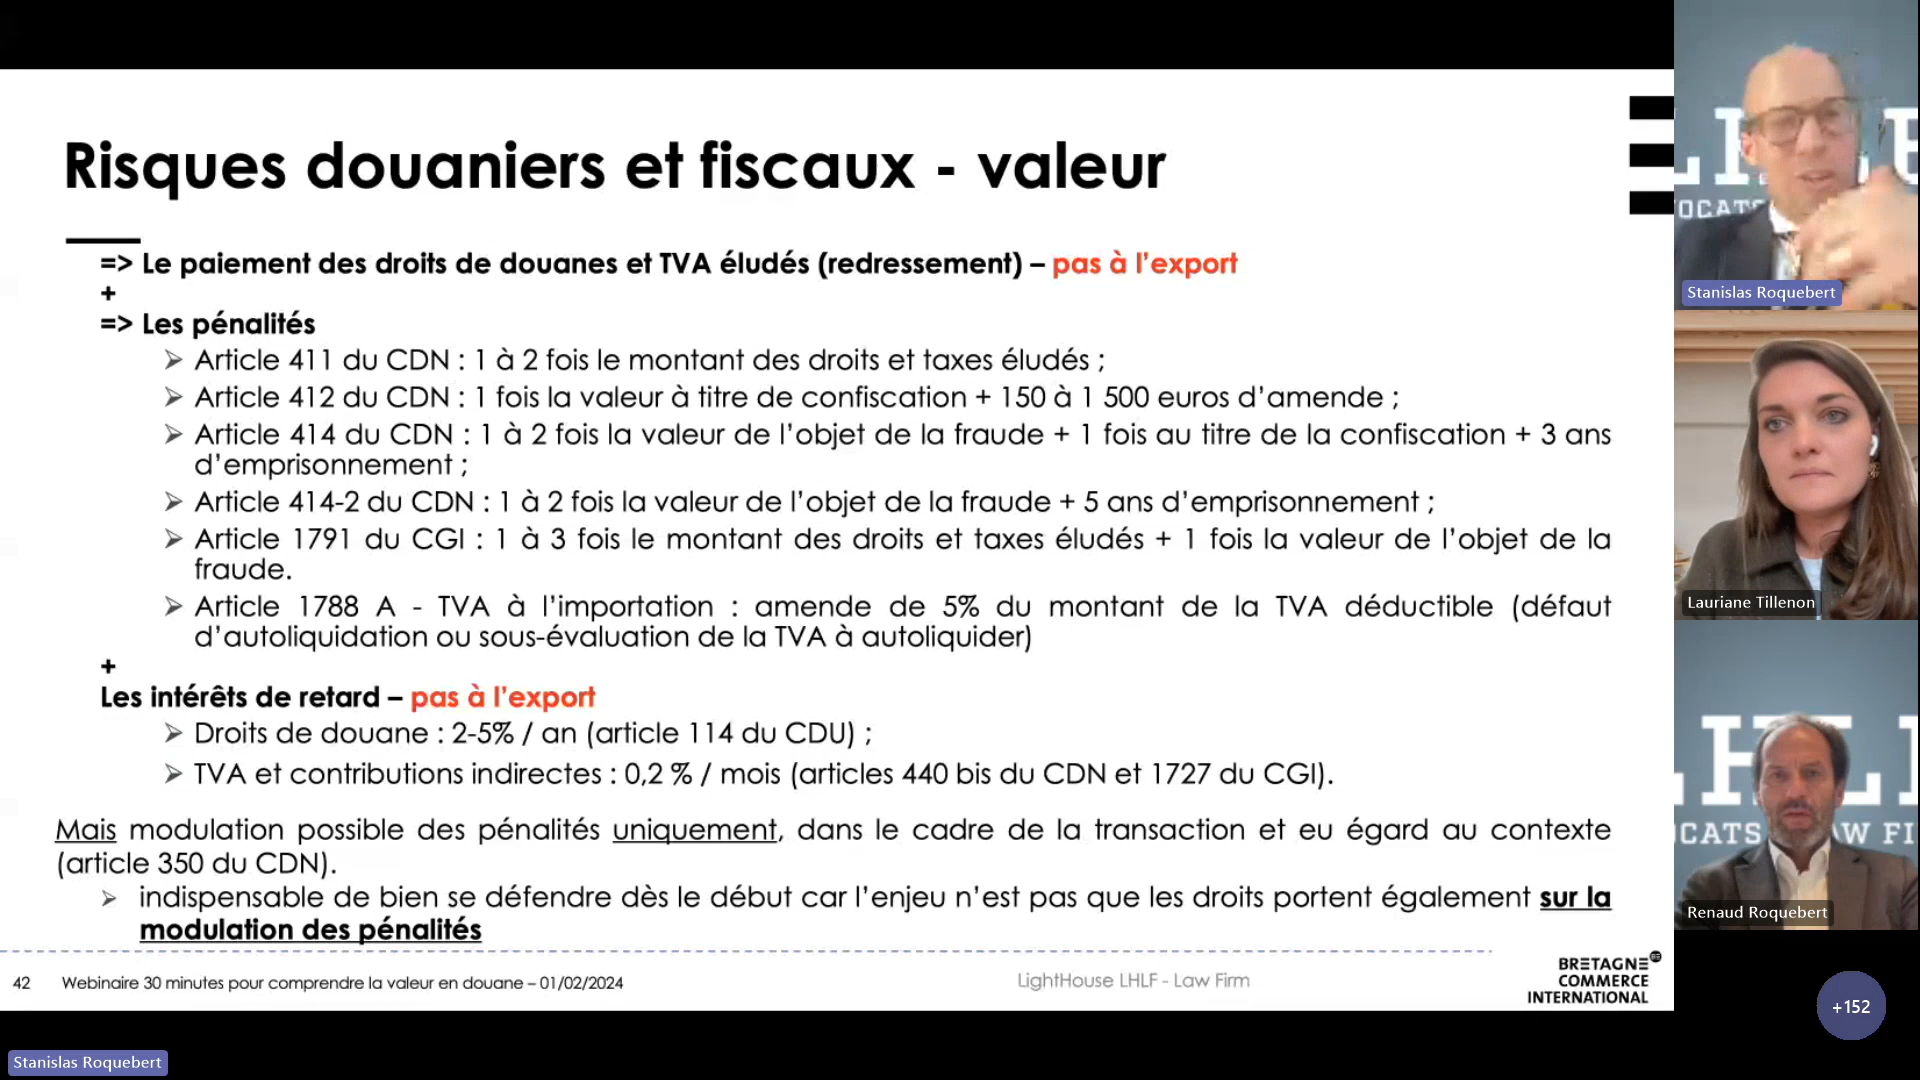 Risques douaniers et fiscaux - valeur
=> Le paiement des droits de douanes et TVA éludés (redressement) – pas à l’export
+
=> Les pénalités
➢ Article 411 du CDN : 1 à 2 fois le montant des droits et taxes éludés ;
➢ Article 412 du CDN : 1 fois la valeur à titre de confiscation + 150 à 1 500 euros d’amende ;
➢ Article 414 du CDN : 1 à 2 fois la valeur de l’objet de la fraude + 1 fois au titre de la confiscation + 3 ans
d’emprisonnement ;
➢ Article 414-2 du CDN : 1 à 2 fois la valeur de l’objet de la fraude + 5 ans d’emprisonnement ;
➢ Article 1791 du CGI : 1 à 3 fois le montant des droits et taxes éludés + 1 fois la valeur de l’objet de la
fraude.
➢ Article 1788 A - TVA à l’importation : amende de 5% du montant de la TVA déductible (défaut
d’autoliquidation ou sous-évaluation de la TVA à autoliquider)
+
Les intérêts de retard – pas à l’export
➢ Droits de douane : 2-5% / an (article 114 du CDU) ;
➢ TVA et contributions indirectes : 0,2 % / mois (articles 440 bis du CDN et 1727 du CGI).
Mais modulation possible des pénalités uniquement, dans le cadre de la transaction et eu égard au contexte
(article 350 du CDN).
➢ indispensable de bien se défendre dès le début car l’enjeu n’est pas que les droits portent également sur la
modulation des pénalités
42
Webinaire 30 minutes pour comprendre la valeur en douane – 01/02/2024
LightHouse LHLF - Law Firm
BRETAGNE
COMMERCE
INTERNATIONAL
Stanislas Roquebert
Stanislas Roquebert
Lauriane Tillenon
Renaud Roquebert
+152